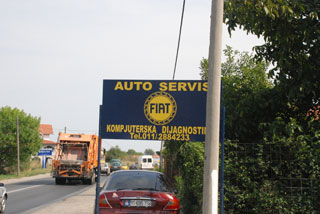 AUTO SERVIS
FIAT
KOMPJUTERSKA DIJAGNOSTIKA
Tel.011/2884233